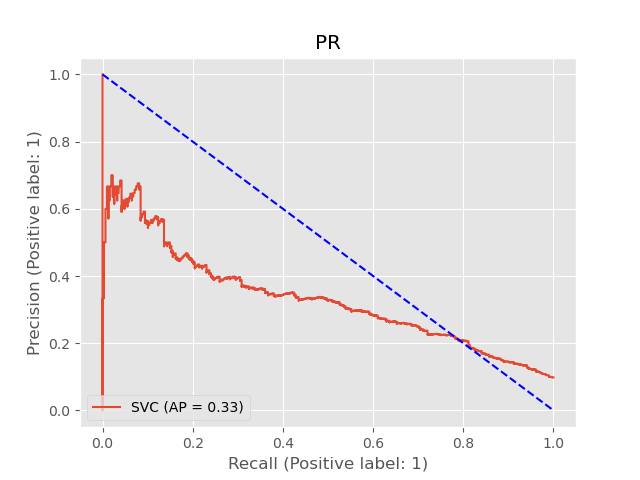 PR
1.0
0.8
0.6
0.4
0.2
0.0
Precision (Positive label: 1)
SVC (AP = 0.33)
0.0 0.2 0.4 0.6 0.8 1.0
Recall (Positive label: 1)